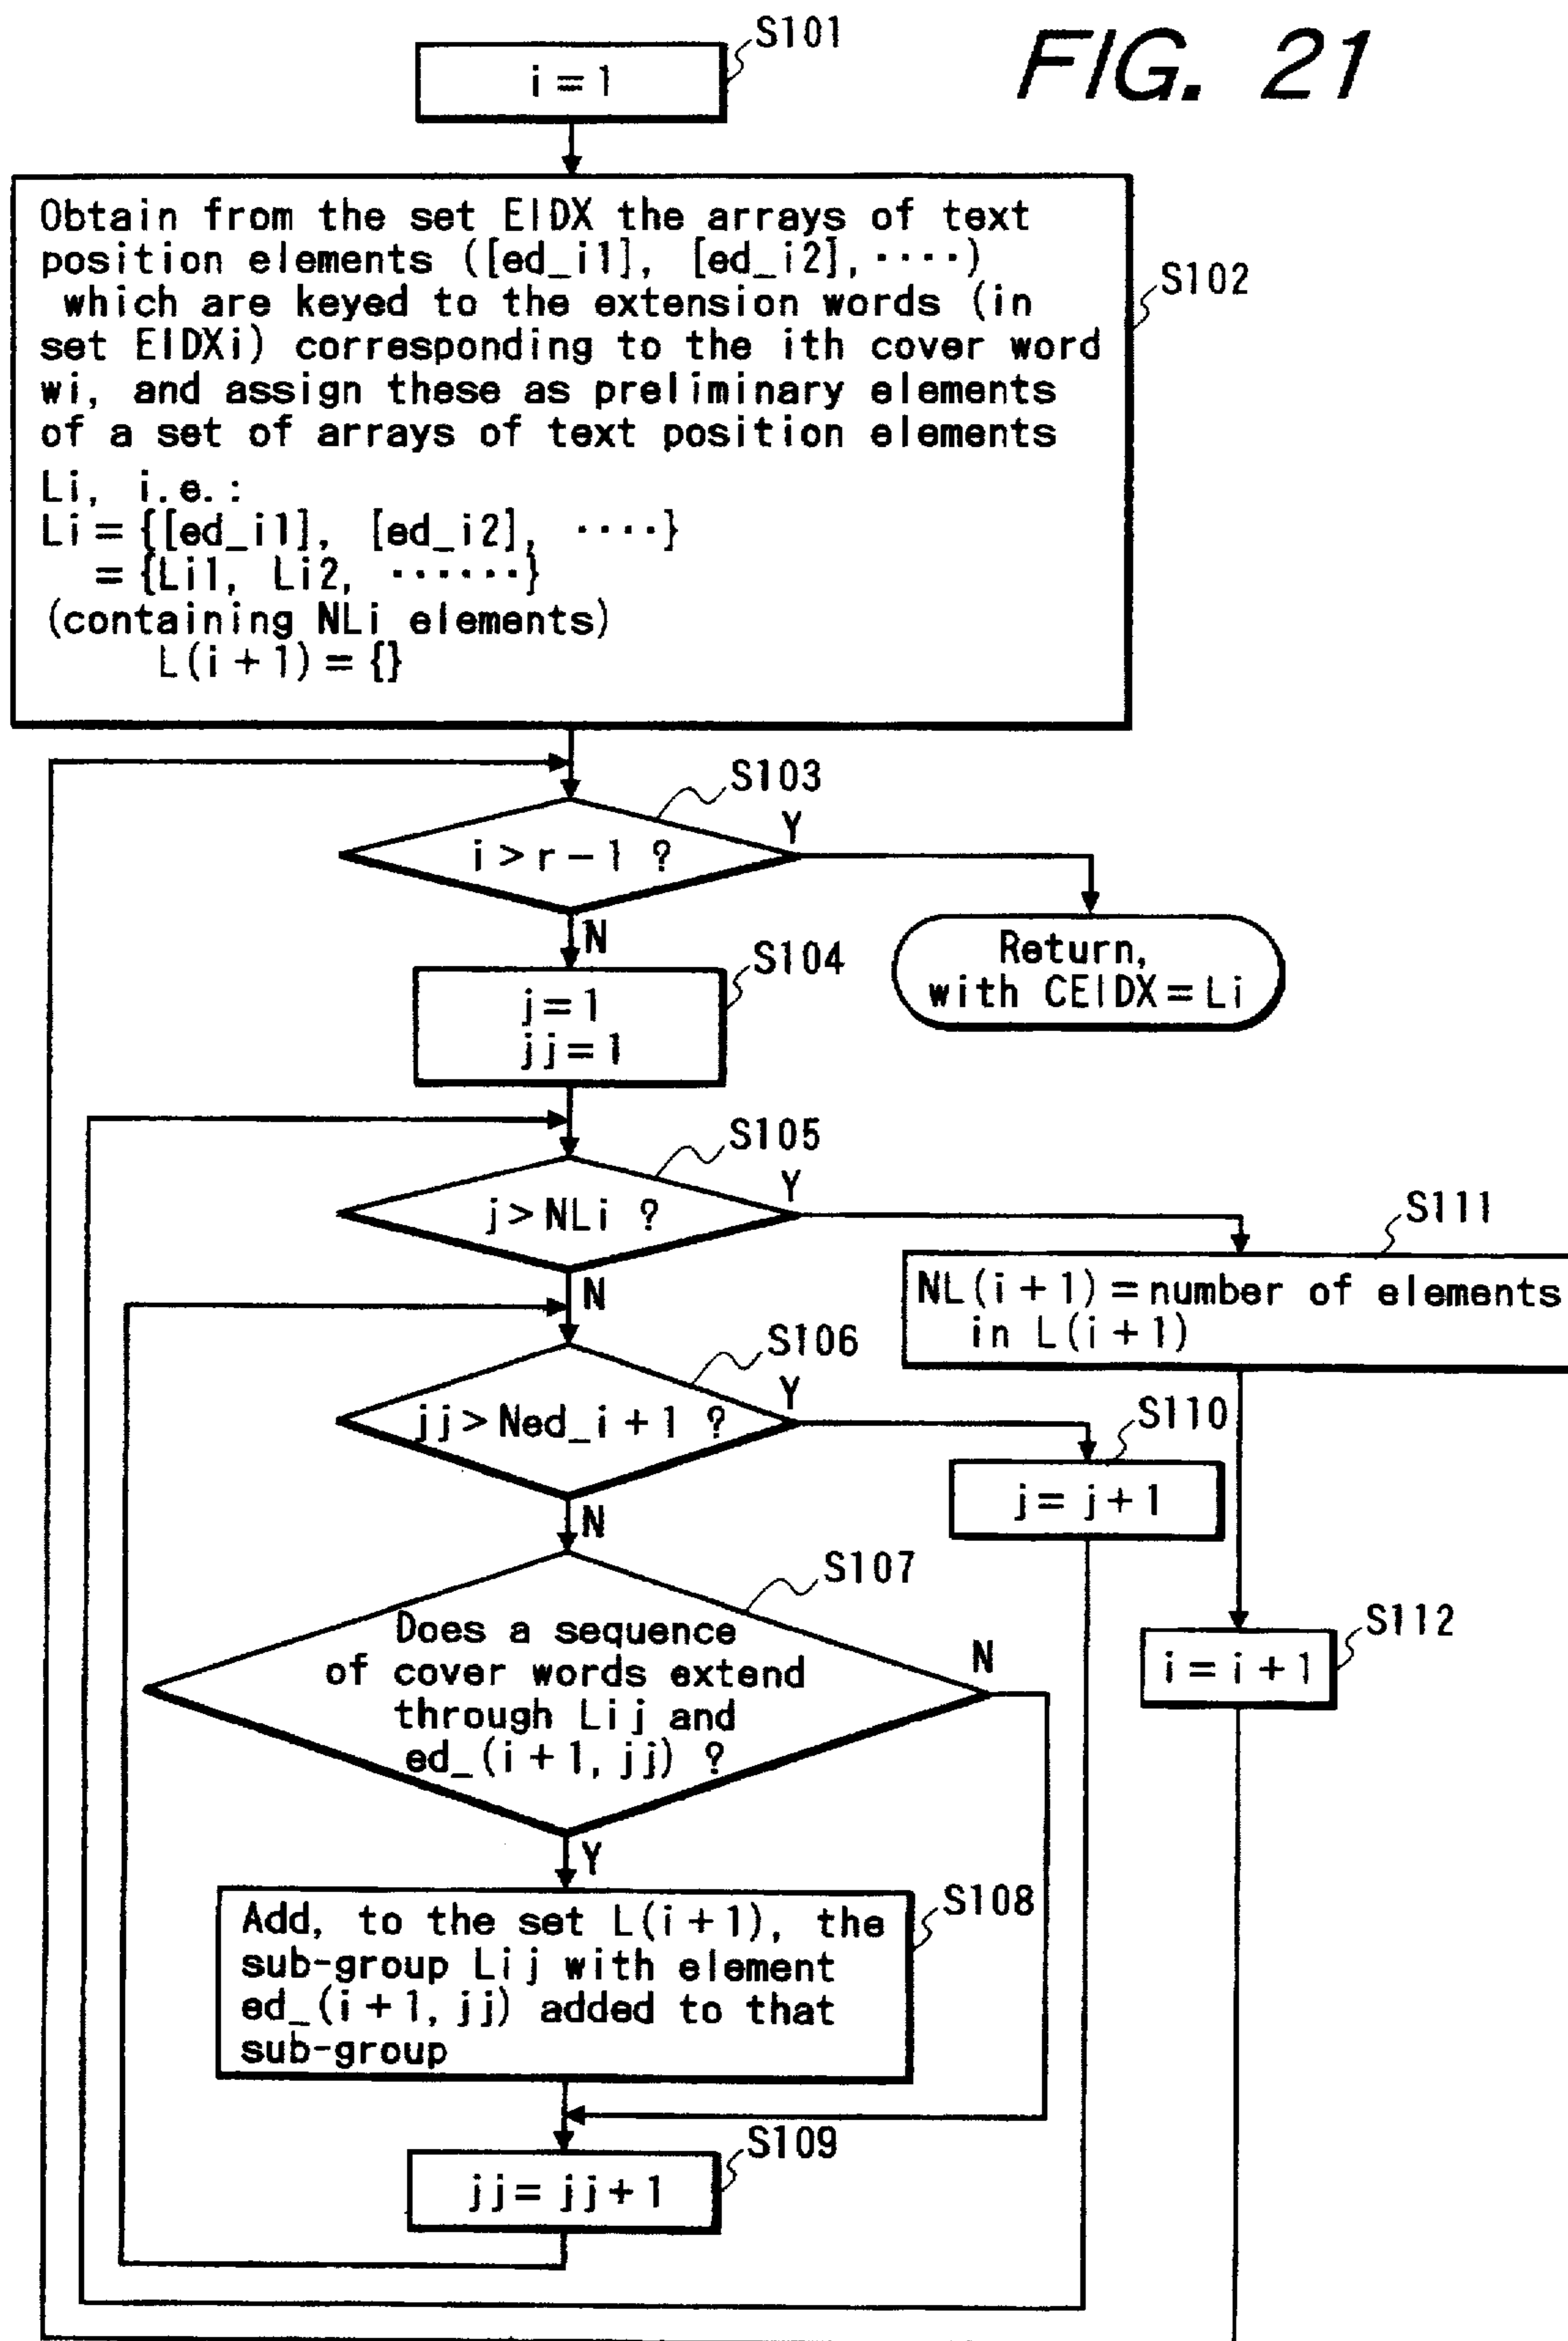 FIG. 21
S101
i = 1
S102
Obtain from the set EIDX the arrays of text
position elements ([ed_i1], [ed_i2], ····)
which are keyed to the extension words (in
set EIDXi) corresponding to the ith cover word
wi, and assign these as preliminary elements
of a set of arrays of text position elements
Li, i.e.:
Li = {[ed_i1], [ed_i2], ····}
= {Li1, Li2, ······}
(containing NLi elements)
L(i + 1) = {}
S103
i > r - 1 ?
Y
N
Return,
with CEIDX = Li
S104
j = 1
jj = 1
S105
j > NLi ?
Y
N
S111
NL(i + 1) = number of elements
in L(i + 1)
S106
jj > Ned_i + 1 ?
Y
N
S110
j = j + 1
S107
Does a sequence
of cover words extend
through Lij and
ed_(i + 1, jj) ?
N
Y
S112
i = i + 1
S108
Add, to the set L(i + 1), the
sub-group Lij with element
ed_(i + 1, jj) added to that
sub-group
S109
jj = jj + 1